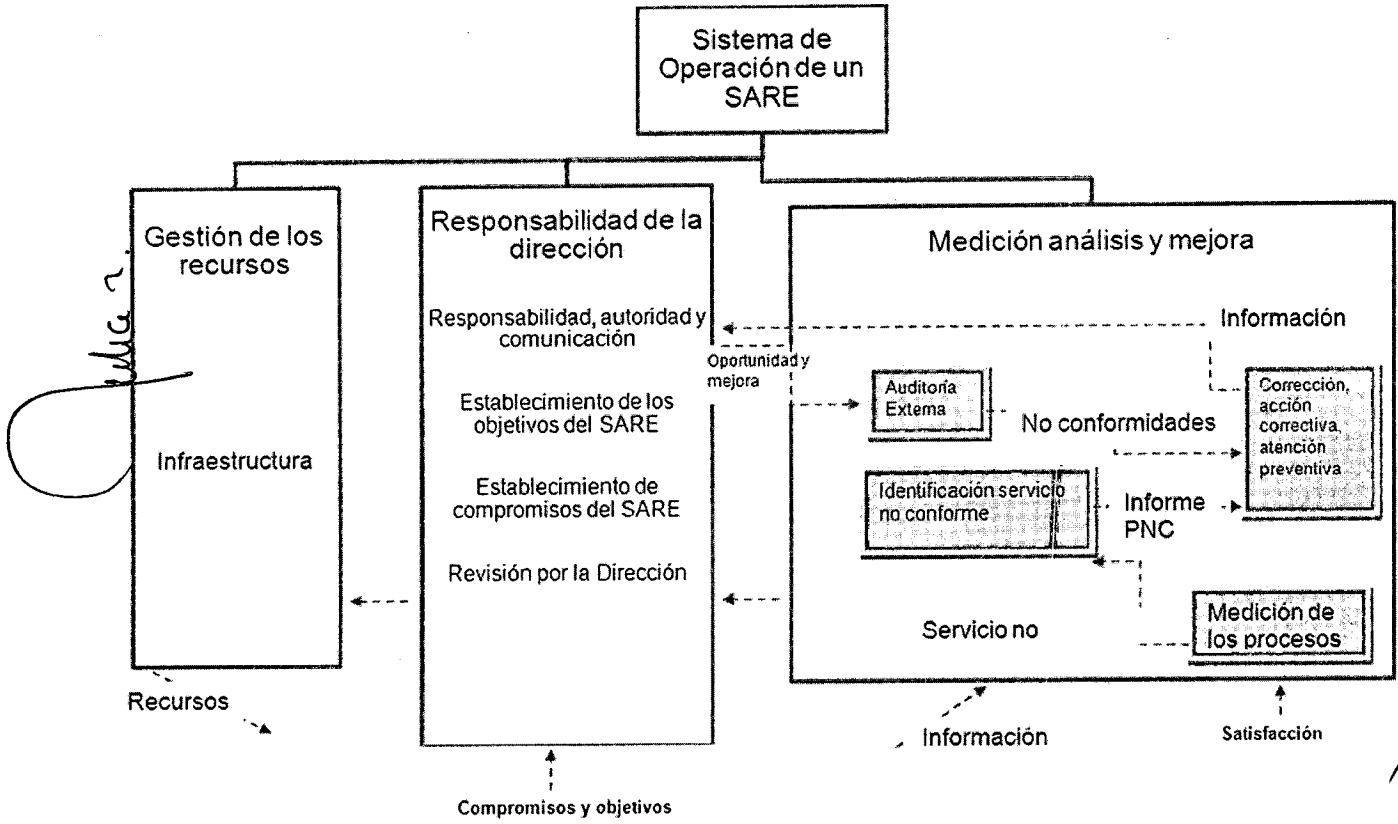 Sistema de
Operación de un
SARE
Gestión de los
recursos
Infraestructura
Recursos
Responsabilidad de la
dirección
Responsabilidad, autoridad y
comunicación
Establecimiento de los
objetivos del SARE
Establecimiento de
compromisos del SARE
Revisión por la Dirección
Compromisos y objetivos
Oportunidad y
mejora
Medición análisis y mejora
Información
Auditoría
Externa
No conformidades
Corrección,
acción
correctiva,
atención
preventiva
Identificación servicio
no conforme
Informe
PNC
Servicio no
Medición de
los procesos
Información
Satisfacción